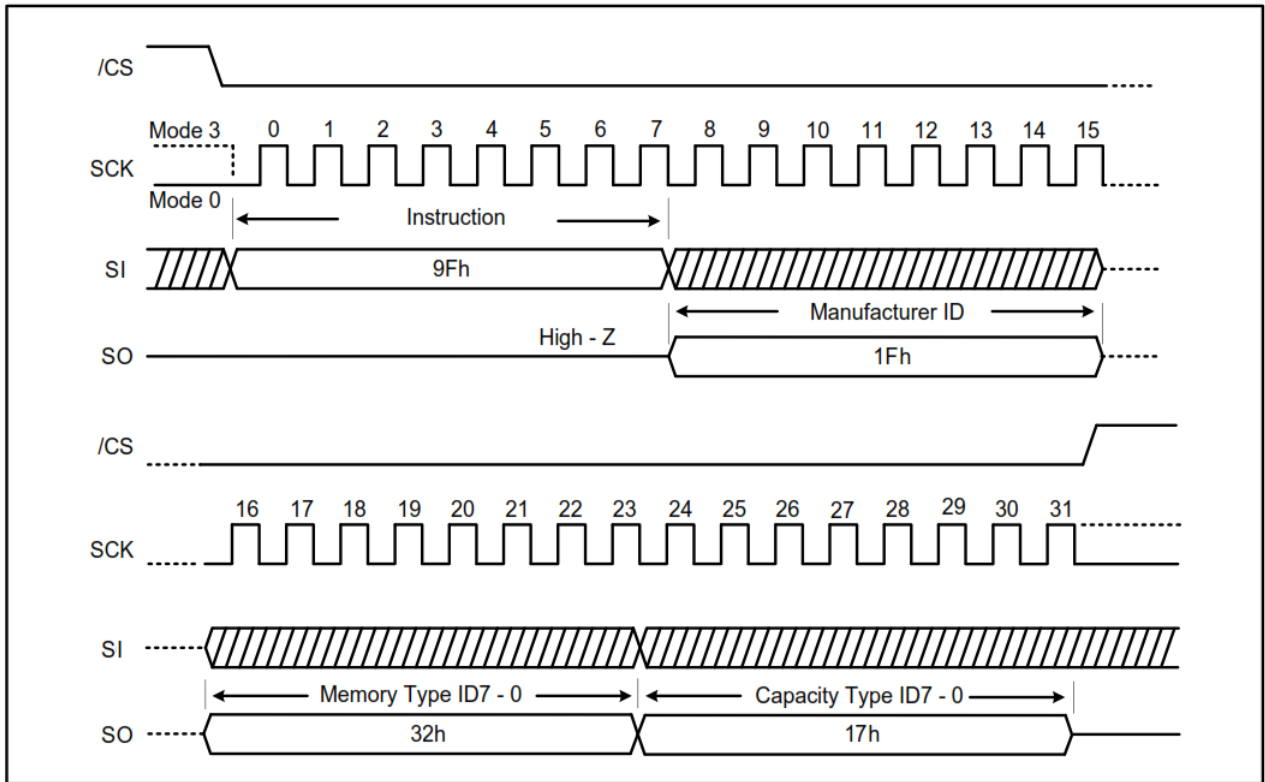 /CS
Mode 3 0 1 2 3 4 5 6 7 8 9 10 11 12 13 14 15
SCK
Mode 0
Instruction
SI 9Fh
Manufacturer ID
High - Z
SO 1Fh
/CS
16 17 18 19 20 21 22 23 24 25 26 27 28 29 30 31
SCK
SI
Memory Type ID7 - 0 Capacity Type ID7 - 0
SO 32h 17h